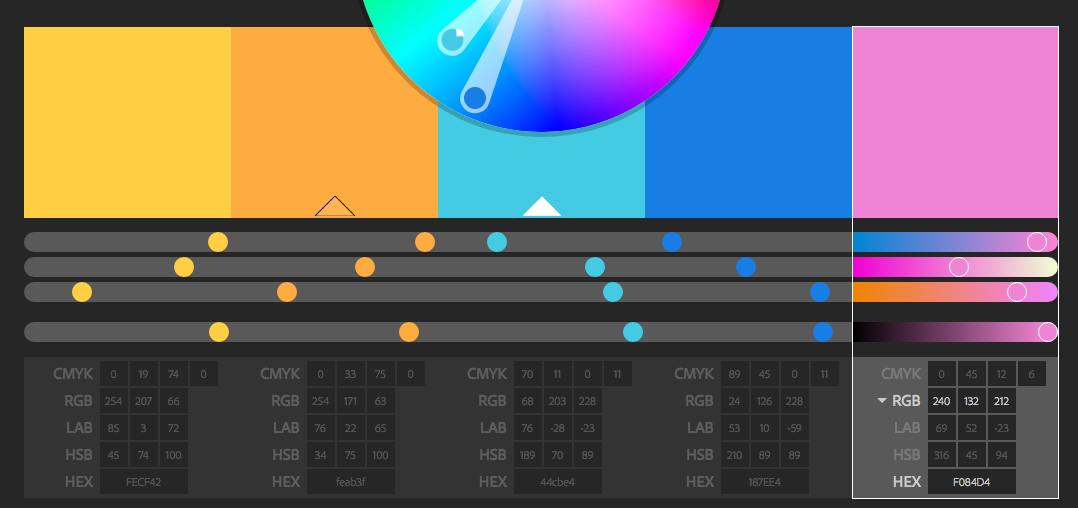 CMYK 0 19 74 0 CMYK 0 33 75 0 CMYK 70 11 0 11 CMYK 89 45 0 11 CMYK 0 45 12 6
RGB 254 207 66 RGB 254 171 63 RGB 68 203 228 RGB 24 126 228 RGB 240 132 212
LAB 85 3 72 LAB 76 22 65 LAB 76 -28 -23 LAB 53 10 -59 LAB 69 52 -23
HSB 45 74 100 HSB 34 75 100 HSB 189 70 89 HSB 210 89 89 HSB 316 45 94
HEX FECF42 HEX feab3f HEX 44cbe4 HEX 187EE4 HEX F084D4